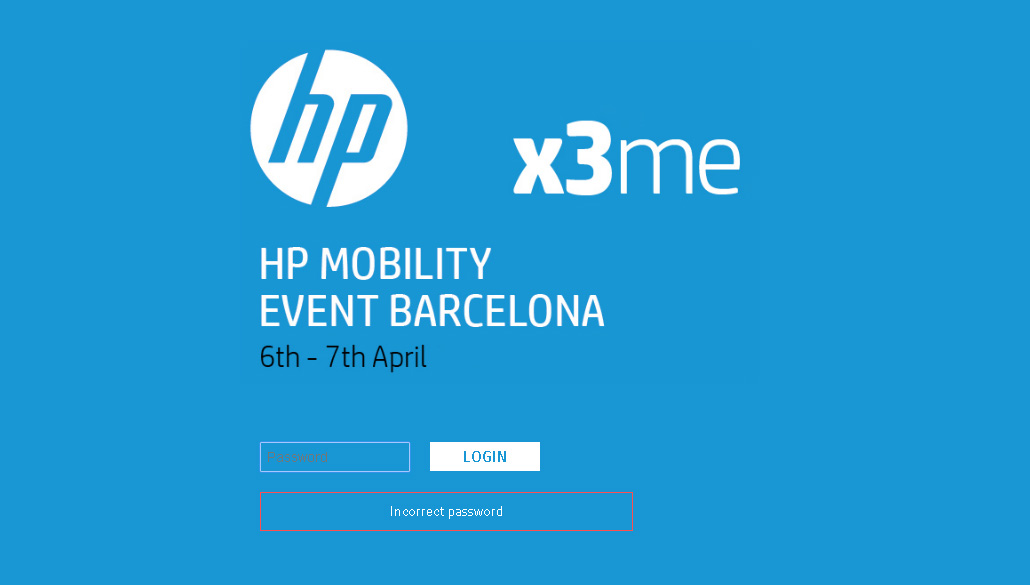 hp
x3me
HP MOBILITY
EVENT BARCELONA
6th - 7th April
Password
LOGIN
Incorrect password